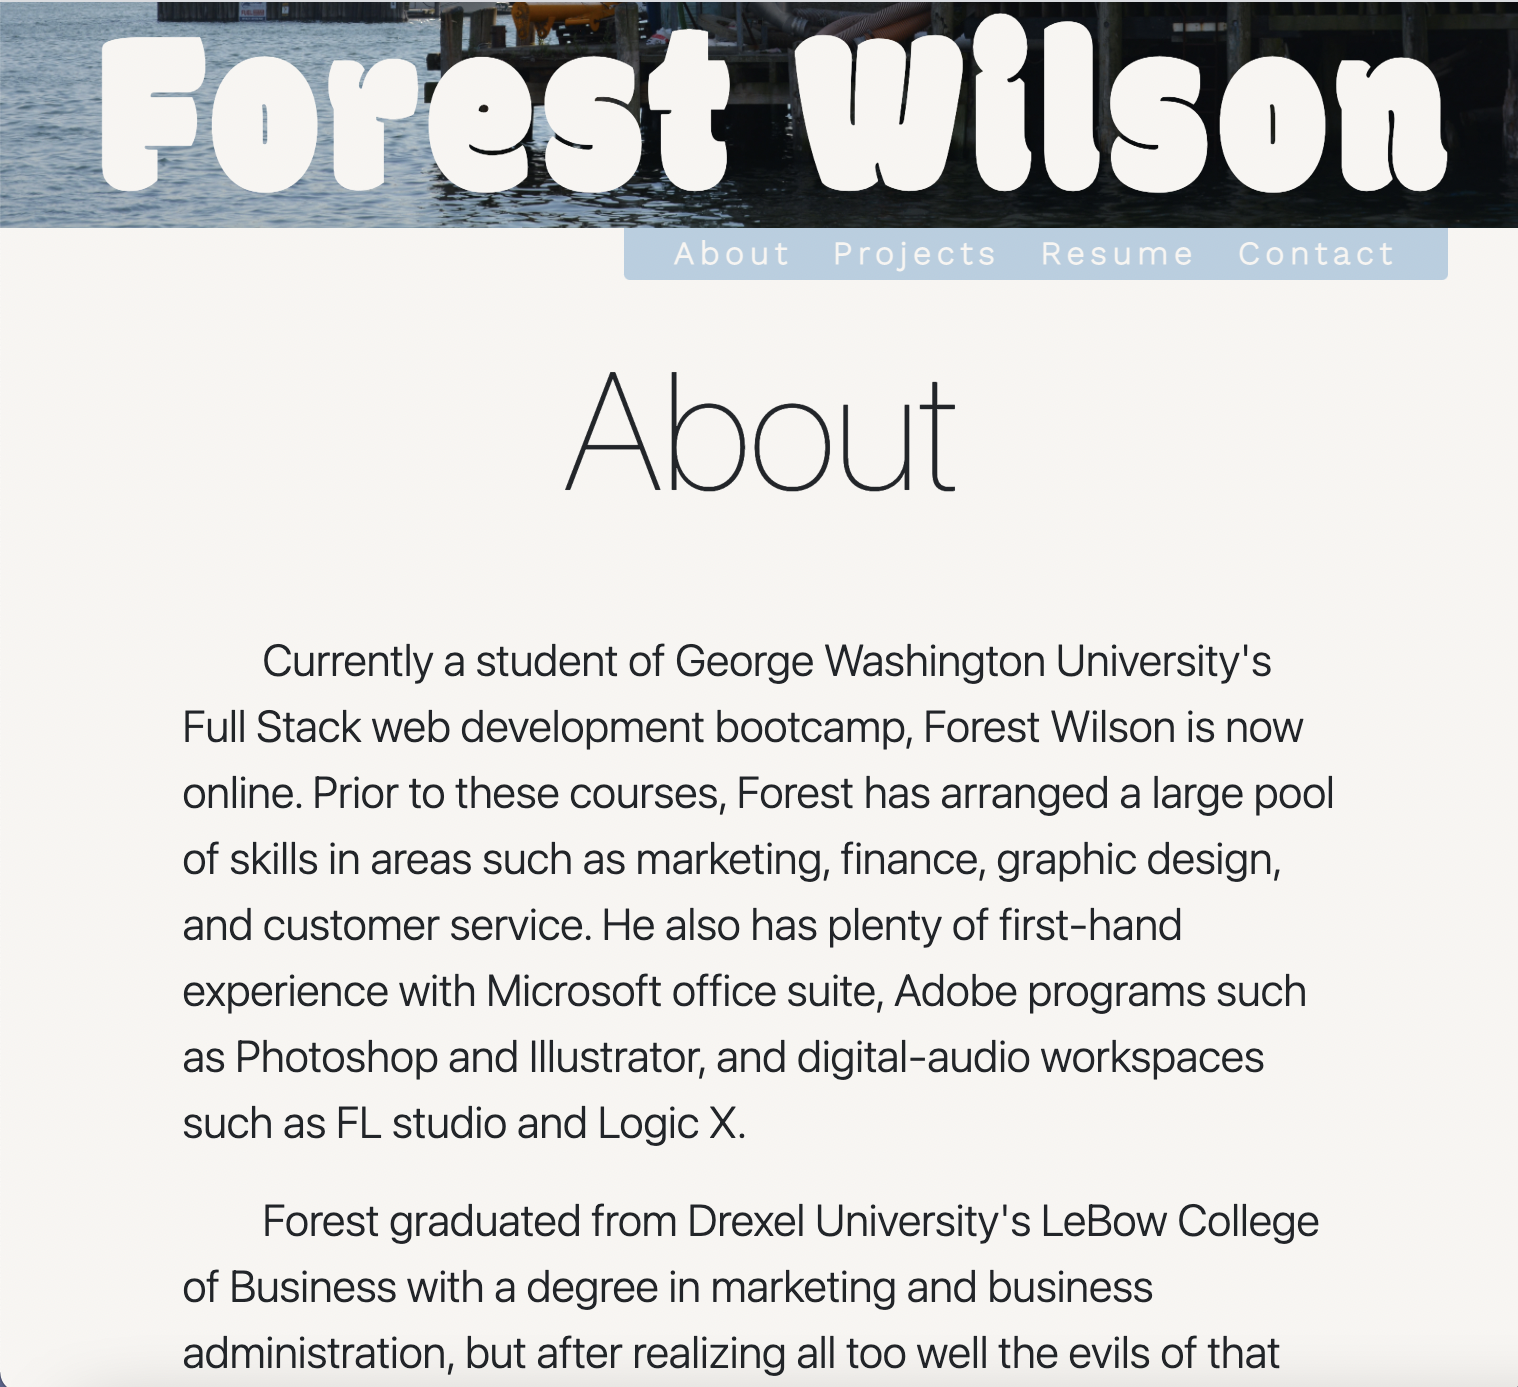 Forest Wilson
About Projects Resume Contact
About
Currently a student of George Washington University's
Full Stack web development bootcamp, Forest Wilson is now
online. Prior to these courses, Forest has arranged a large pool
of skills in areas such as marketing, finance, graphic design,
and customer service. He also has plenty of first-hand
experience with Microsoft office suite, Adobe programs such
as Photoshop and Illustrator, and digital-audio workspaces
such as FL studio and Logic X.
Forest graduated from Drexel University's LeBow College
of Business with a degree in marketing and business
administration, but after realizing all too well the evils of that